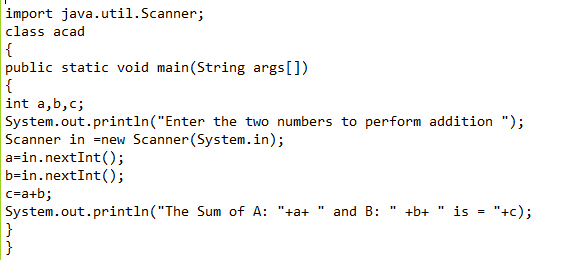 import java.util.Scanner;
class acad
{
public static void main(String args[])
{
int a,b,c;
System.out.println("Enter the two numbers to perform addition ");
Scanner in =new Scanner(System.in);
a=in.nextInt();
b=in.nextInt();
c=a+b;
System.out.println("The Sum of A: "+a+ " and B: " +b+ " is = "+c);
}
}